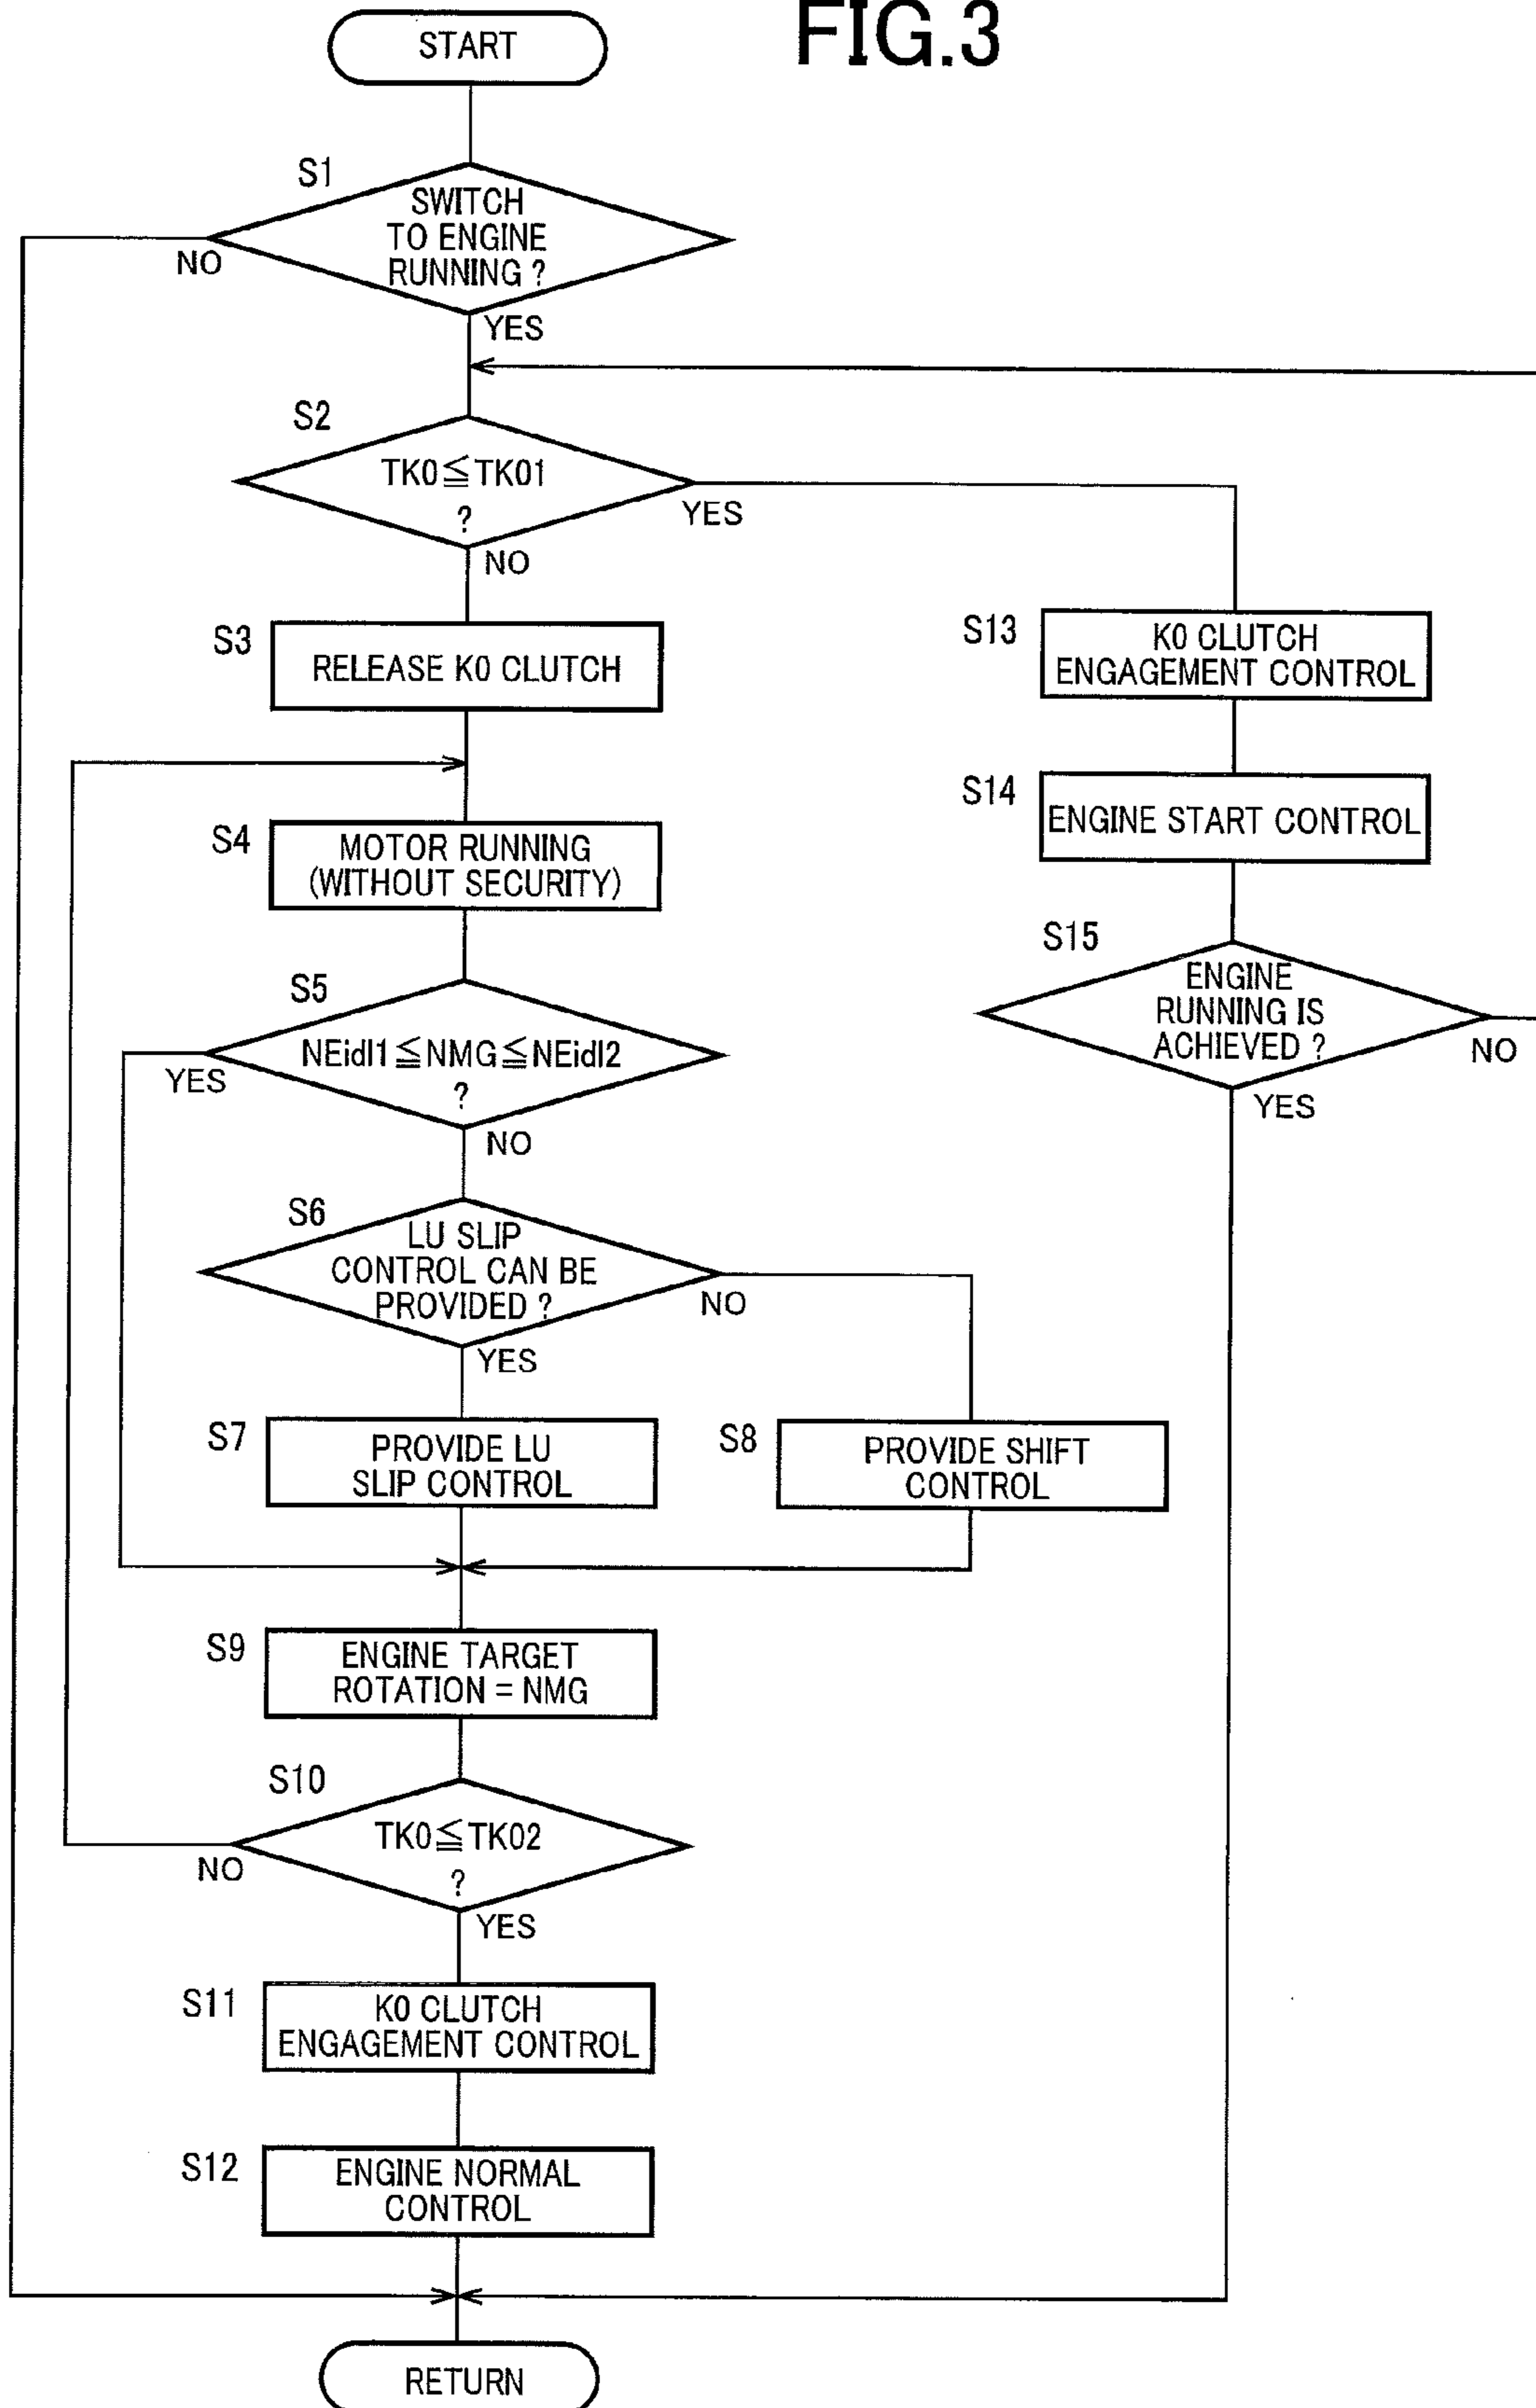 FIG.3
START
S1
SWITCH
TO ENGINE
RUNNING ?
NO
YES
S2
TK0≦TK01
?
YES
NO
S3
RELEASE K0 CLUTCH
S13
K0 CLUTCH
ENGAGEMENT CONTROL
S4
MOTOR RUNNING
(WITHOUT SECURITY)
S14
ENGINE START CONTROL
S5
NEidl1≦NMG≦NEidl2
?
YES
NO
S15
ENGINE
RUNNING IS
ACHIEVED ?
NO
YES
S6
LU SLIP
CONTROL CAN BE
PROVIDED ?
NO
YES
S7
PROVIDE LU
SLIP CONTROL
S8
PROVIDE SHIFT
CONTROL
S9
ENGINE TARGET
ROTATION = NMG
S10
TK0≦TK02
?
NO
YES
S11
K0 CLUTCH
ENGAGEMENT CONTROL
S12
ENGINE NORMAL
CONTROL
RETURN